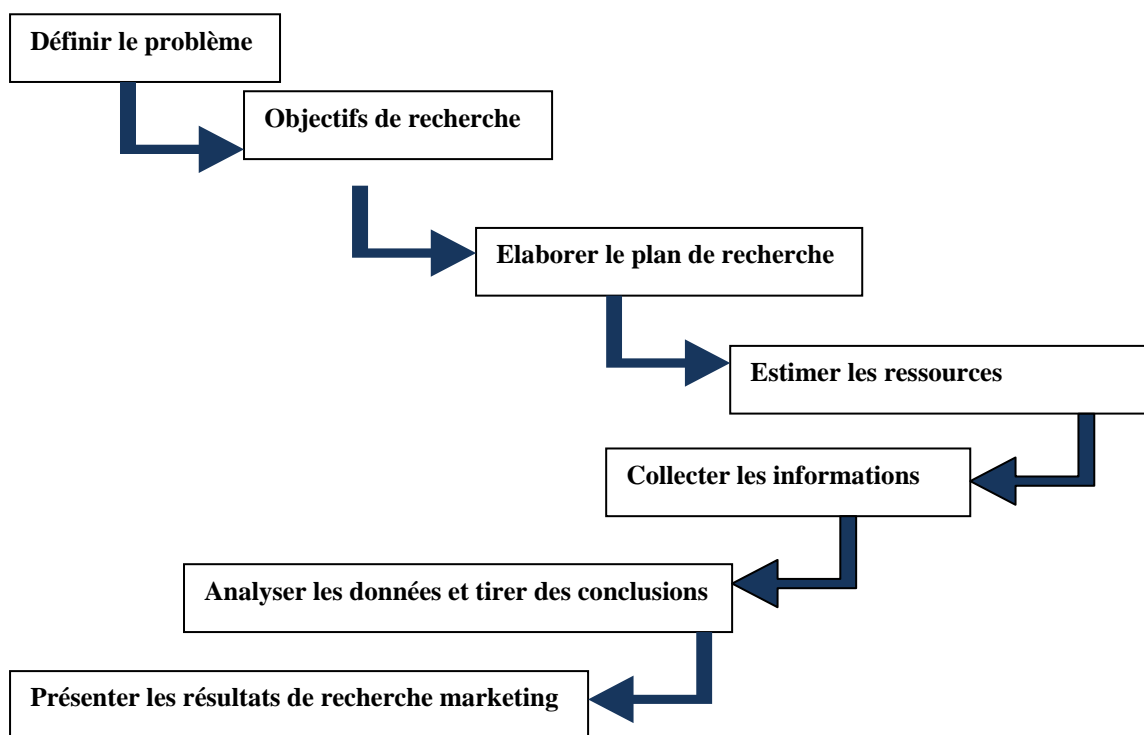 Définir le problème
Objectifs de recherche
Elaborer le plan de recherche
Estimer les ressources
Collecter les informations
Analyser les données et tirer des conclusions
Présenter les résultats de recherche marketing